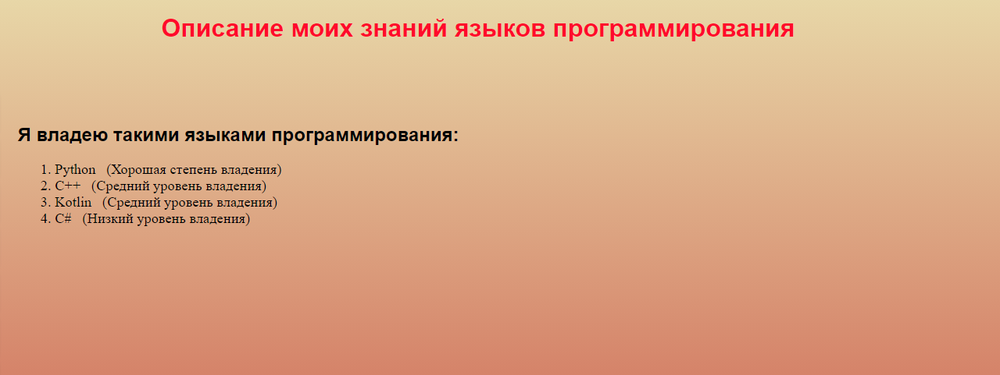 Описание моих знаний языков программирования
Я владею такими языками программирования:
1. Python (Хорошая степень владения)
2. C++ (Средний уровень владения)
3. Kotlin (Средний уровень владения)
4. C# (Низкий уровень владения)